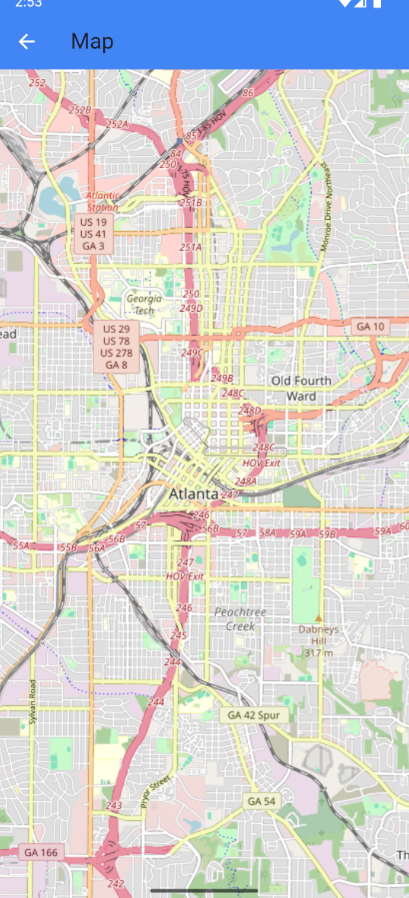 2:53
Map
252
86
252B
252A
85
HOV
84
250
251B
Atlantic
Station
US 19
US 41
GA 3
Monroe Drive Northeast
251A
250
249D
Georgia
Tech
US 29
US 78
US 278
GA 8
GA 10
ead
249C
249B
248C
Old Fourth
Ward
248D
248C
HOV Exit
248A
Atlanta
247
246
57
56B
57
58A
59A
59B
59A
60
55A
55B
56A
56B
247
HOV Exit
246
Peachtree
Creek
245
Dabneys
Hill
317 m
244
Sylvan Road
244
GA 42 Spur
Pryor Street
243
GA 54
GA 166
Th
242